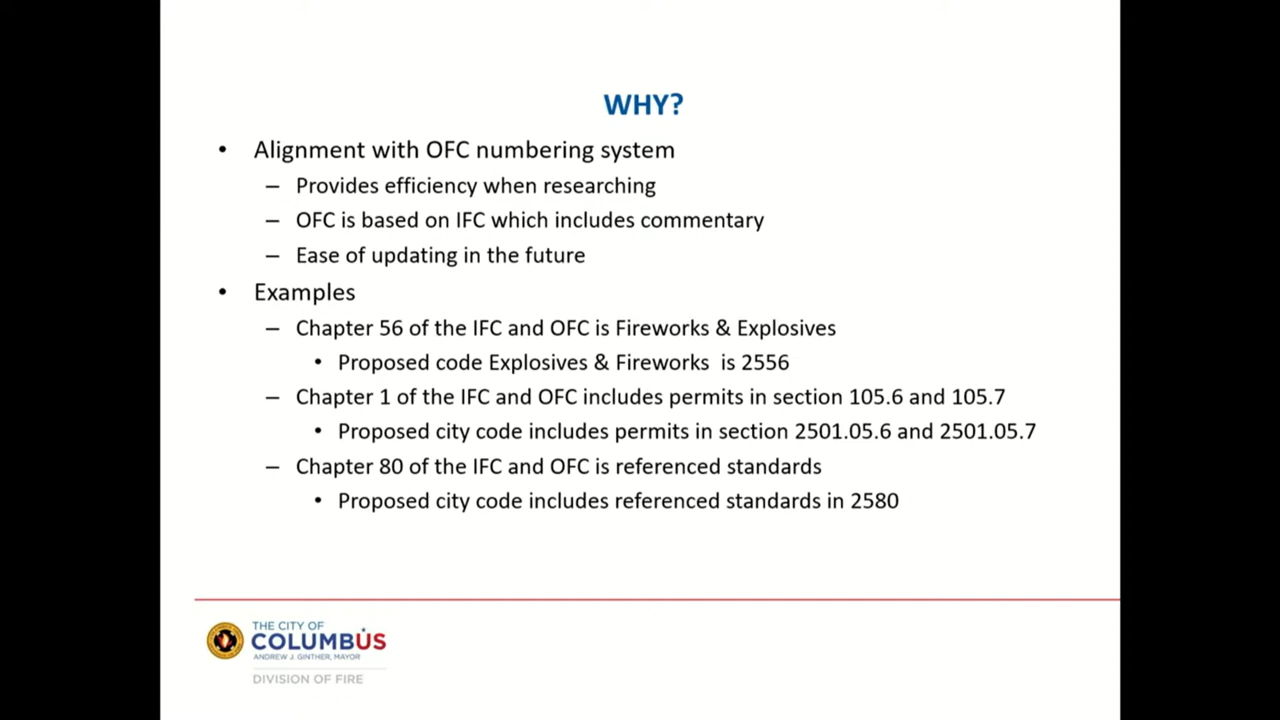 WHY?
• Alignment with OFC numbering system
– Provides efficiency when researching
– OFC is based on IFC which includes commentary
– Ease of updating in the future
• Examples
– Chapter 56 of the IFC and OFC is Fireworks & Explosives
• Proposed code Explosives & Fireworks is 2556
– Chapter 1 of the IFC and OFC includes permits in section 105.6 and 105.7
• Proposed city code includes permits in section 2501.05.6 and 2501.05.7
– Chapter 80 of the IFC and OFC is referenced standards
• Proposed city code includes referenced standards in 2580
THE CITY OF
COLUMBUS
ANDREW J. GINTHER, MAYOR
DIVISION OF FIRE